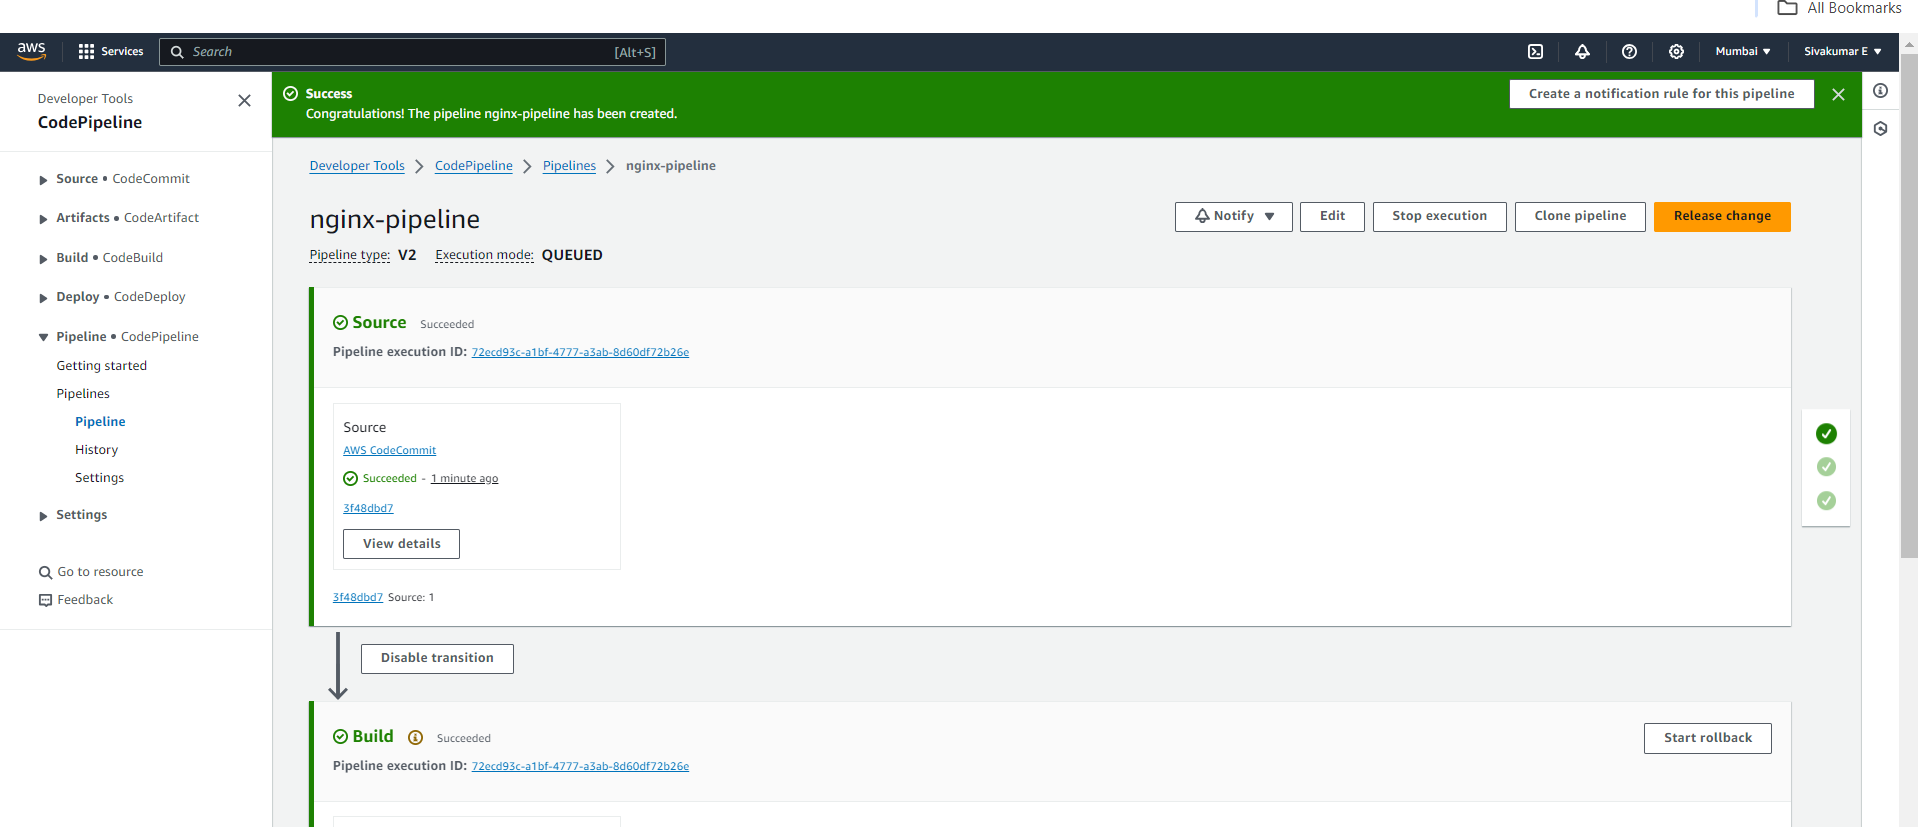 All Bookmarks
aws Services Search [Alt+S] Mumbai ▼ Sivakumar E ▼
Developer Tools
CodePipeline
Success
Congratulations! The pipeline nginx-pipeline has been created.
Create a notification rule for this pipeline
Source • CodeCommit
Artifacts • CodeArtifact
Build • CodeBuild
Deploy • CodeDeploy
Pipeline • CodePipeline
Getting started
Pipelines
Pipeline
History
Settings
Settings
Go to resource
Feedback
Developer Tools > CodePipeline > Pipelines > nginx-pipeline
nginx-pipeline
Notify ▼ Edit Stop execution Clone pipeline Release change
Pipeline type: V2 Execution mode: QUEUED
Source Succeeded
Pipeline execution ID: 72ecd93c-a1bf-4777-a3ab-8d60df72b26e
Source
AWS CodeCommit
Succeeded - 1 minute ago
3f48dbd7
View details
3f48dbd7 Source: 1
Disable transition
Build Succeeded
Start rollback
Pipeline execution ID: 72ecd93c-a1bf-4777-a3ab-8d60df72b26e